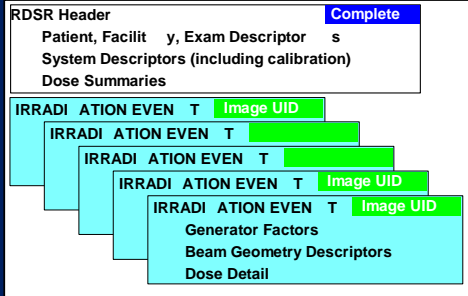 RDSR Header Complete
Patient, Facilit y, Exam Descriptor s
System Descriptors (including calibration)
Dose Summaries
IRRADI ATION EVEN T Image UID
IRRADI ATION EVEN T
IRRADI ATION EVEN T
IRRADI ATION EVEN T Image UID
IRRADI ATION EVEN T Image UID
Generator Factors
Beam Geometry Descriptors
Dose Detail